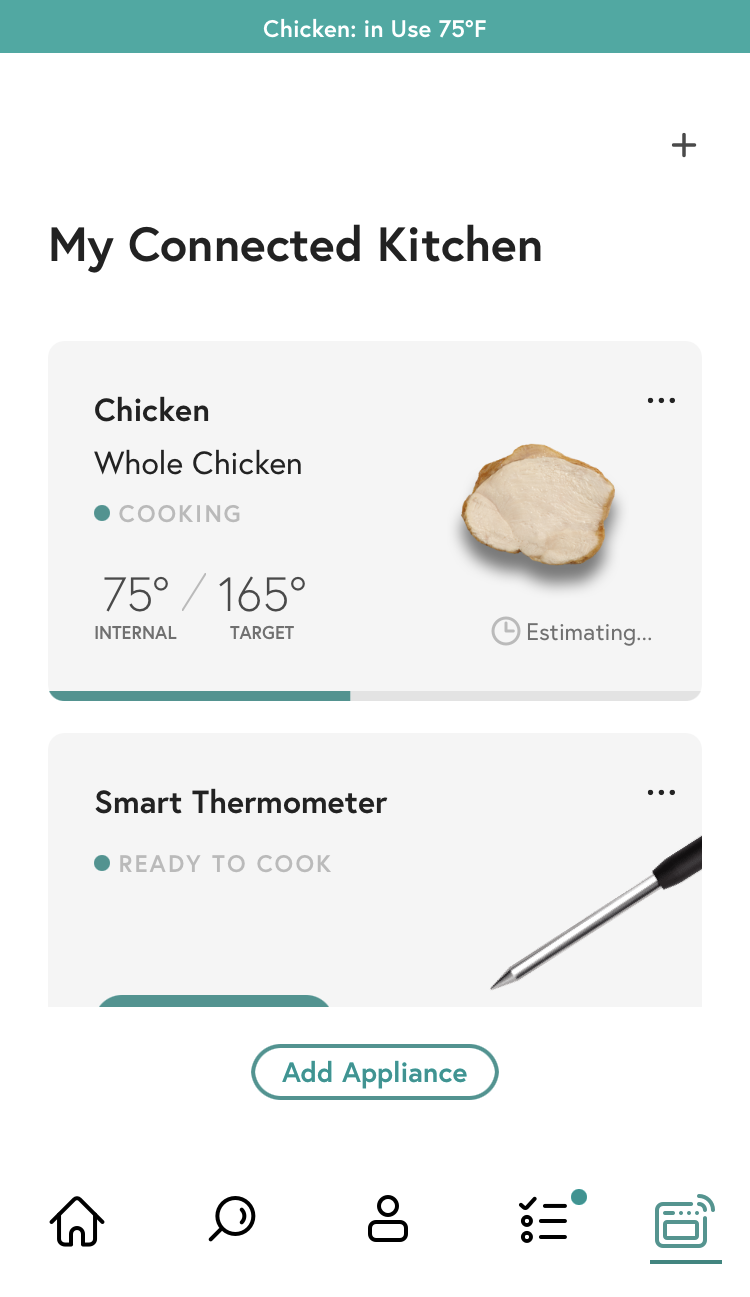 Chicken: in Use 75°F
My Connected Kitchen
Chicken
Whole Chicken
COOKING
75° / 165°
INTERNAL TARGET
Estimating...
Smart Thermometer
READY TO COOK
Add Appliance